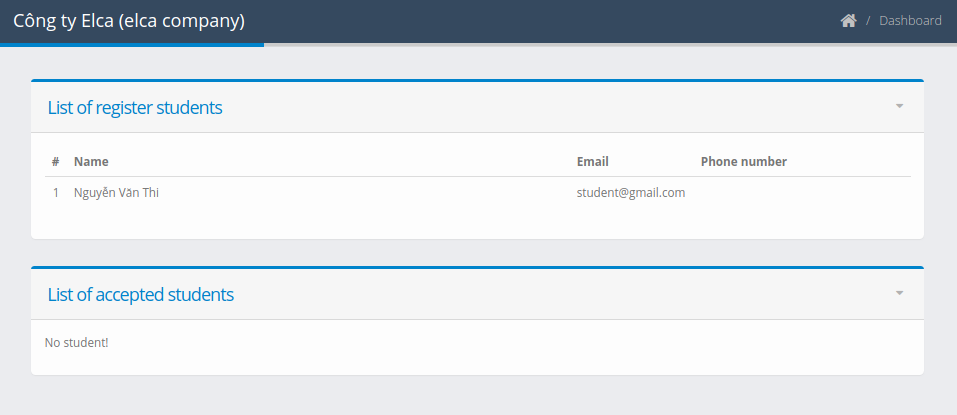 Công ty Elca (elca company)
/ Dashboard
List of register students
# Name Email Phone number
1 Nguyễn Văn Thi student@gmail.com
List of accepted students
No student!